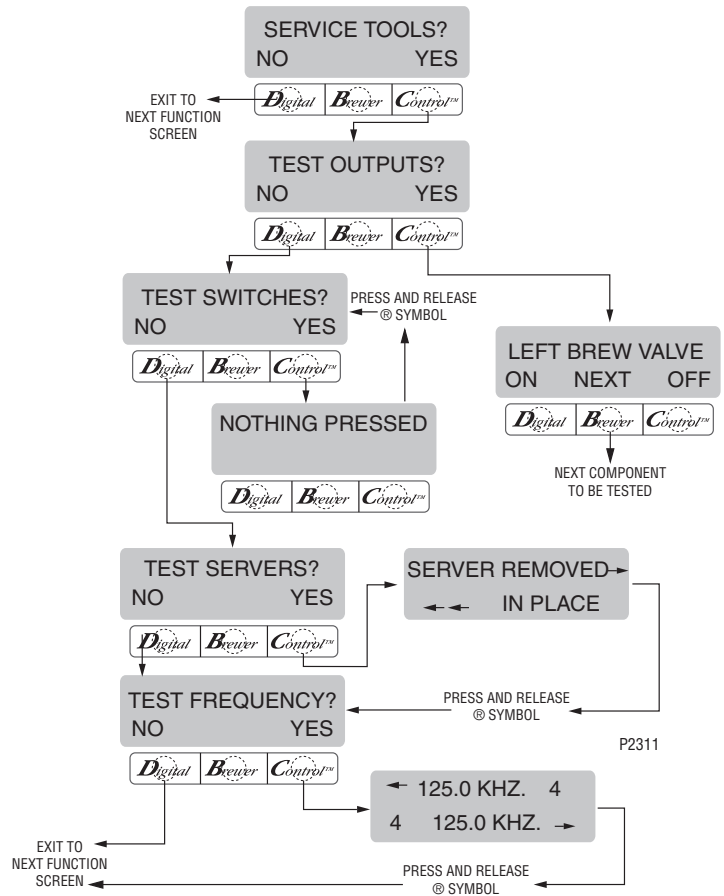 SERVICE TOOLS?
NO YES
Digital Brewer Control™
EXIT TO
NEXT FUNCTION
SCREEN
TEST OUTPUTS?
NO YES
Digital Brewer Control™
TEST SWITCHES?
NO YES
PRESS AND RELEASE
® SYMBOL
Digital Brewer Control™
NOTHING PRESSED
Digital Brewer Control™
LEFT BREW VALVE
ON NEXT OFF
Digital Brewer Control™
NEXT COMPONENT
TO BE TESTED
TEST SERVERS?
NO YES
Digital Brewer Control™
SERVER REMOVED→
←← IN PLACE
TEST FREQUENCY?
NO YES
PRESS AND RELEASE
® SYMBOL
P2311
Digital Brewer Control™
← 125.0 KHZ. 4
4 125.0 KHZ. →
EXIT TO
NEXT FUNCTION
SCREEN
PRESS AND RELEASE
® SYMBOL